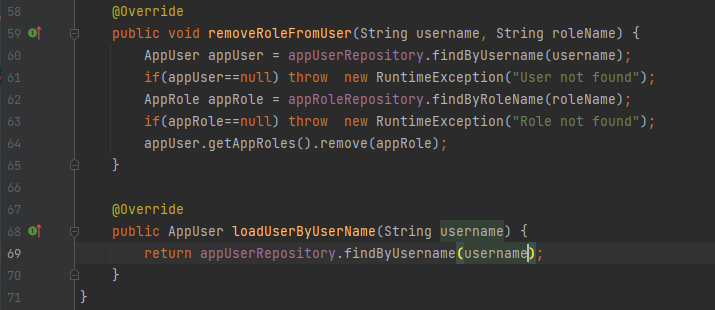 58 @Override
59 public void removeRoleFromUser(String username, String roleName) {
60 AppUser appUser = appUserRepository.findByUsername(username);
61 if(appUser==null) throw  new RuntimeException("User not found");
62 AppRole appRole = appRoleRepository.findByRoleName(roleName);
63 if(appRole==null) throw  new RuntimeException("Role not found");
64 appUser.getAppRoles().remove(appRole);
65 }
66
67 @Override
68 public AppUser loadUserByUserName(String username) {
69 return appUserRepository.findByUsername(username);
70 }
71 }